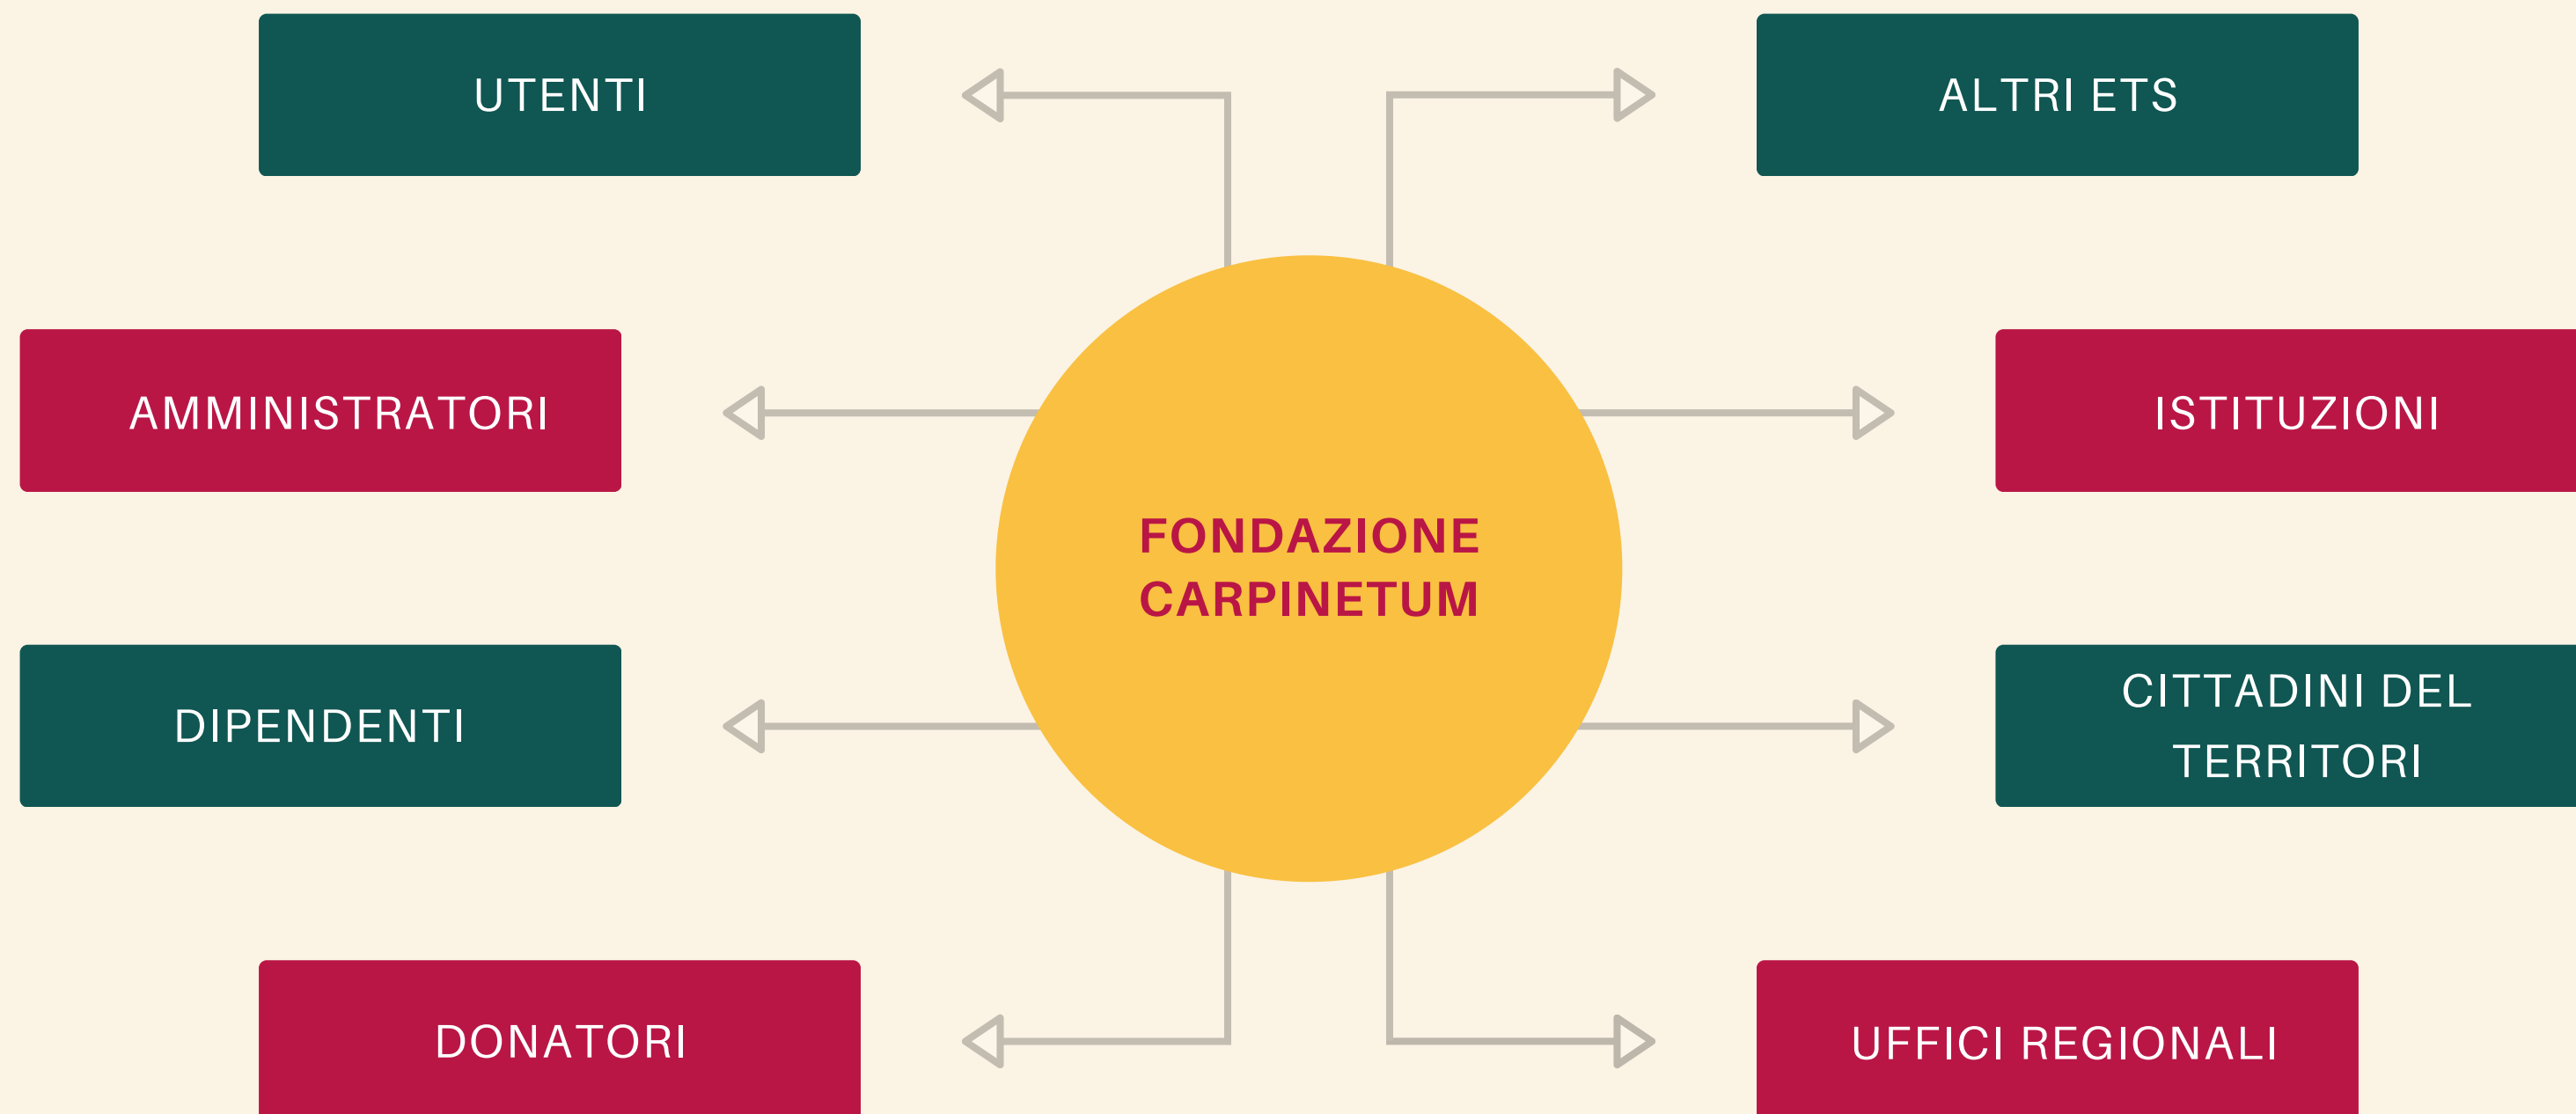 UTENTI
ALTRI ETS
AMMINISTRATORI
ISTITUZIONI
FONDAZIONE
CARPINETUM
DIPENDENTI
CITTADINI DEL
TERRITORI
DONATORI
UFFICI REGIONALI